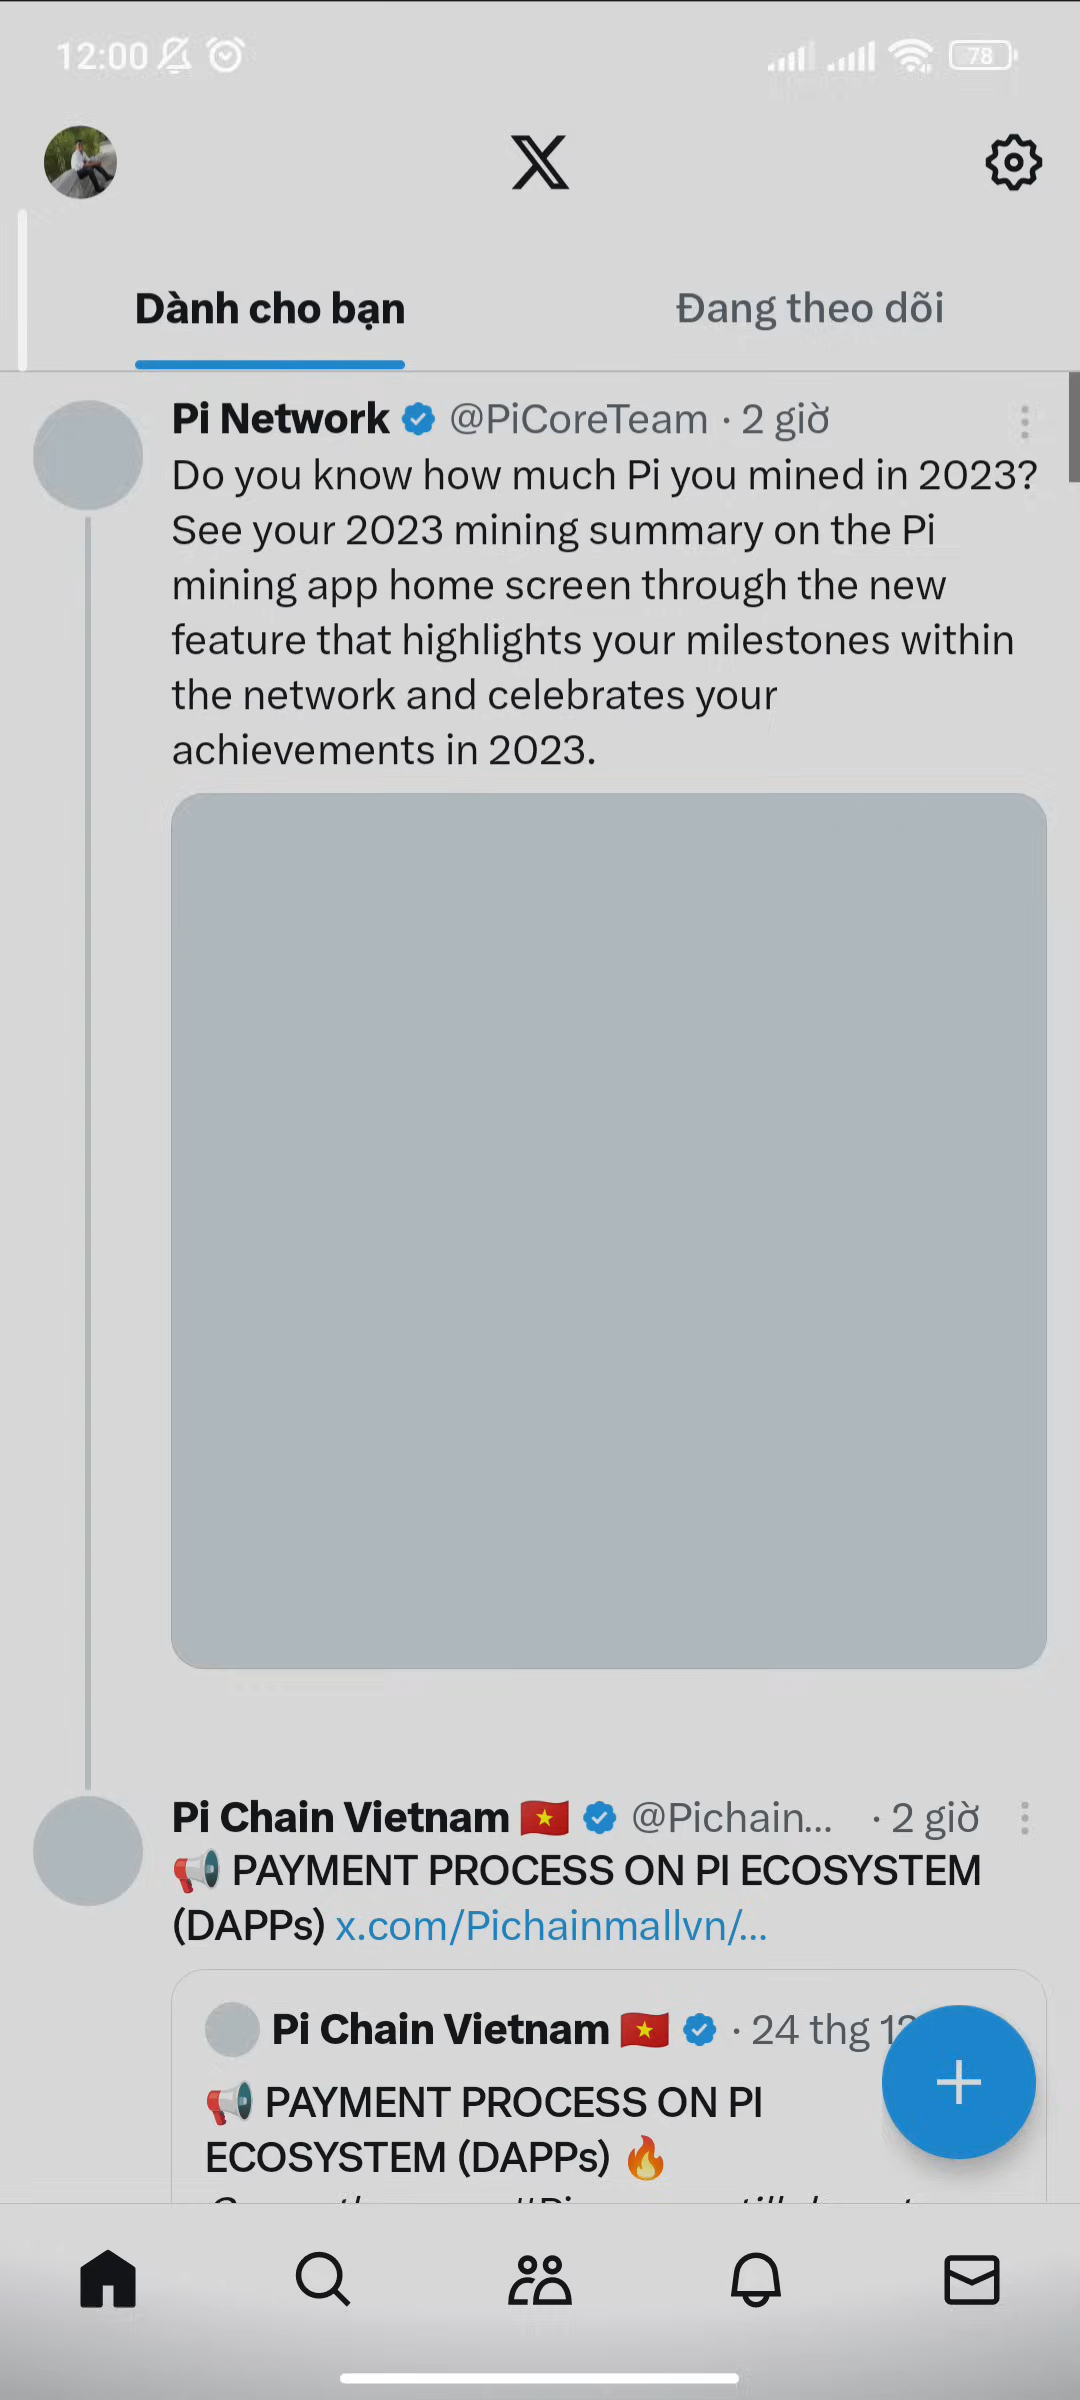 12:00
78
Dành cho bạn
Đang theo dõi
Pi Network @PiCoreTeam · 2 giờ
Do you know how much Pi you mined in 2023?
See your 2023 mining summary on the Pi
mining app home screen through the new
feature that highlights your milestones within
the network and celebrates your
achievements in 2023.
Pi Chain Vietnam 🇻🇳 @Pichain... · 2 giờ
📢 PAYMENT PROCESS ON PI ECOSYSTEM
(DAPPs) x.com/Pichainmallvn/...
Pi Chain Vietnam 🇻🇳 · 24 thg
📢 PAYMENT PROCESS ON PI
ECOSYSTEM (DAPPs) 🔥